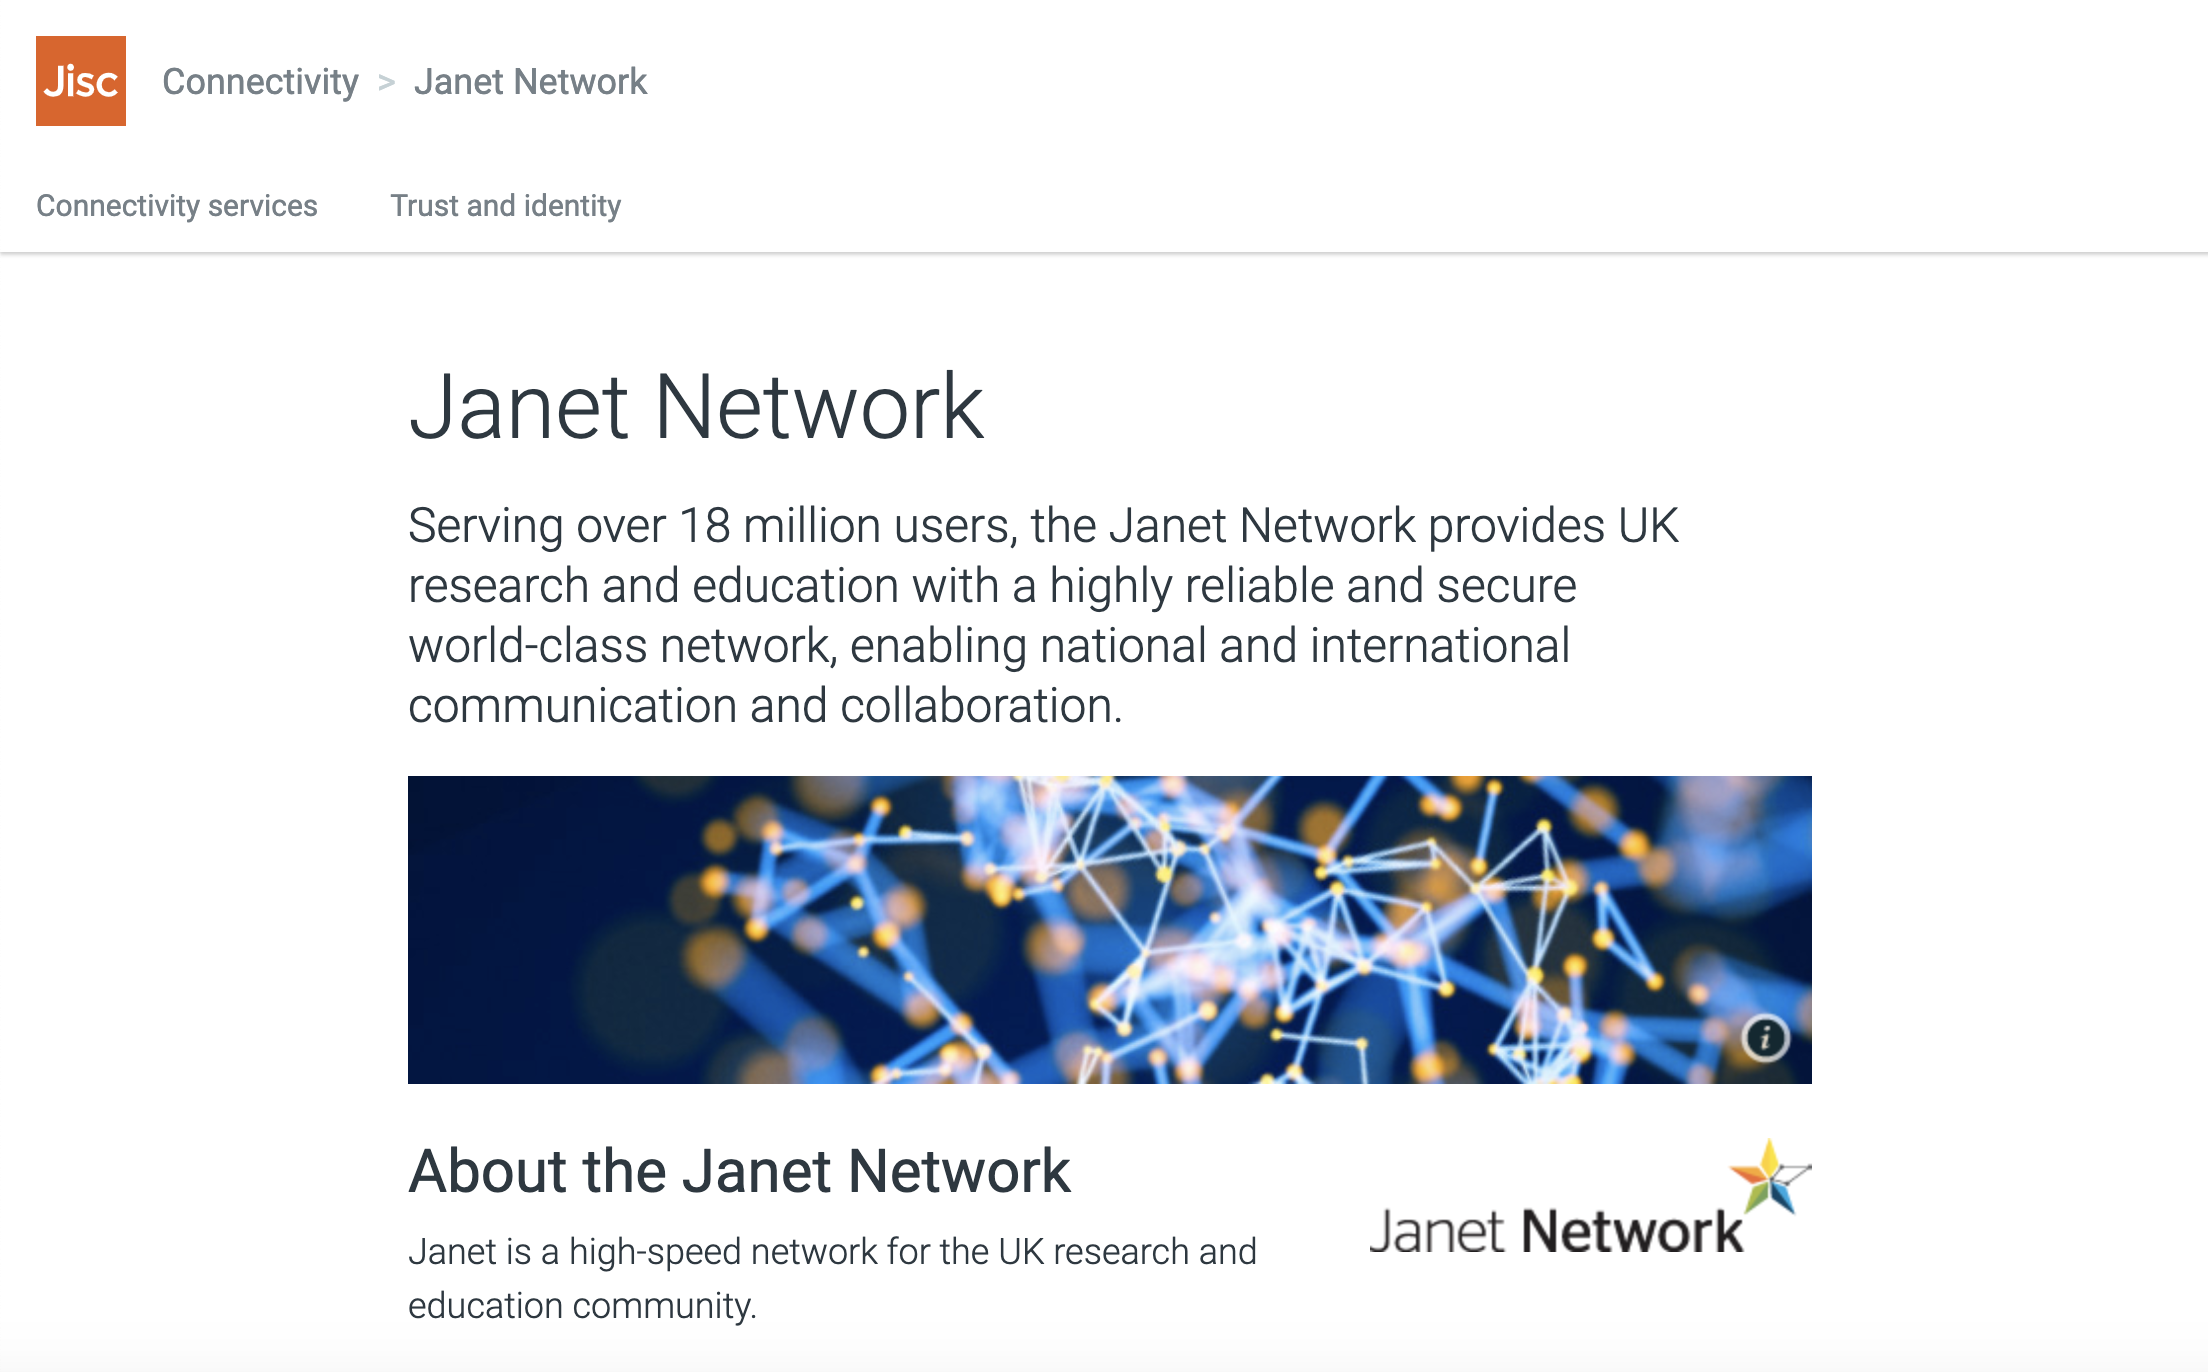 Jisc
Connectivity > Janet Network
Connectivity services Trust and identity
Janet Network
Serving over 18 million users, the Janet Network provides UK
research and education with a highly reliable and secure
world-class network, enabling national and international
communication and collaboration.
i
About the Janet Network
Janet Network
Janet is a high-speed network for the UK research and
education community.